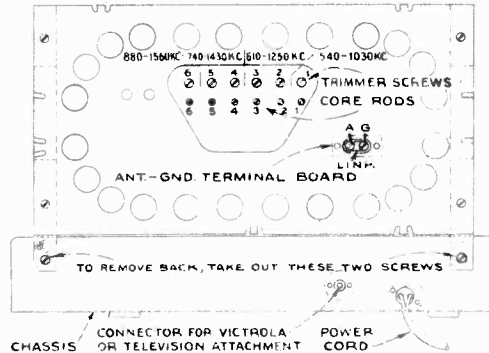 880-1560KC 740-1430KC 610-1250KC 540-1030KC
6 5 4 3 2 1
TRIMMER SCREWS
CORE RODS
6 5 4 3 2 1
A G
LINK
ANT.-GND. TERMINAL BOARD
TO REMOVE BACK, TAKE OUT THESE TWO SCREWS
CHASSIS
CONNECTOR FOR VICTROLA
OR TELEVISION ATTACHMENT
POWER
CORD